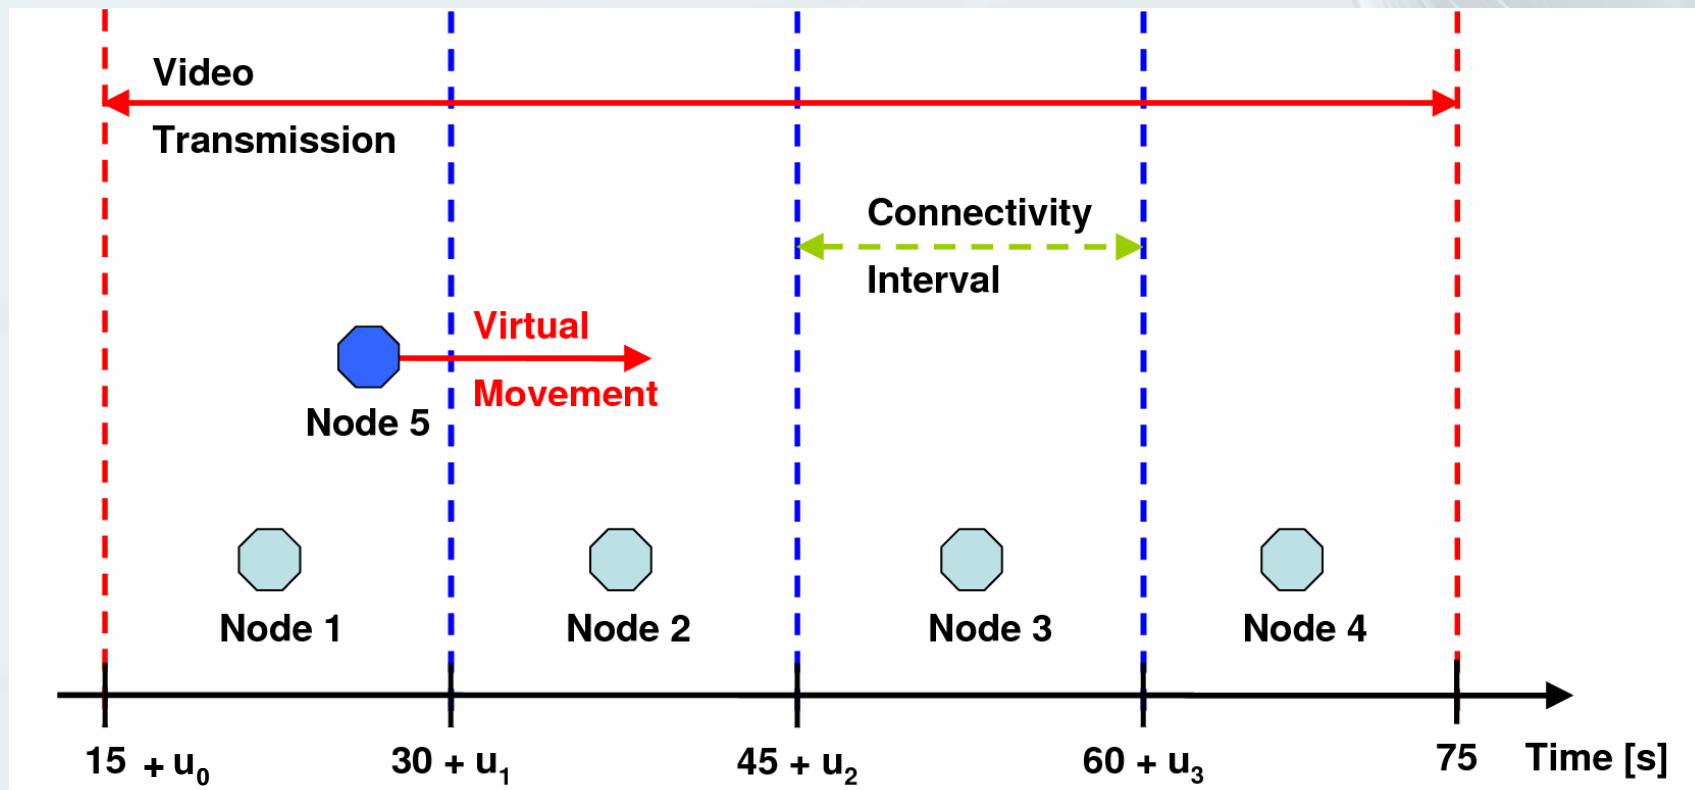 Video
Transmission
Connectivity
Interval
Virtual
Movement
Node 5
Node 1
Node 2
Node 3
Node 4
15 + u0
30 + u1
45 + u2
60 + u3
75
Time [s]